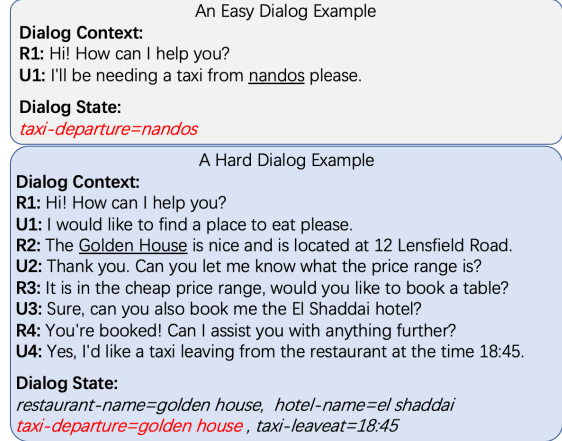 An Easy Dialog Example
Dialog Context:
R1: Hi! How can I help you?
U1: I'll be needing a taxi from nandos please.
Dialog State:
taxi-departure=nandos
A Hard Dialog Example
Dialog Context:
R1: Hi! How can I help you?
U1: I would like to find a place to eat please.
R2: The Golden House is nice and is located at 12 Lensfield Road.
U2: Thank you. Can you let me know what the price range is?
R3: It is in the cheap price range, would you like to book a table?
U3: Sure, can you also book me the El Shaddai hotel?
R4: You're booked! Can I assist you with anything further?
U4: Yes, I'd like a taxi leaving from the restaurant at the time 18:45.
Dialog State:
restaurant-name=golden house, hotel-name=el shaddai
taxi-departure=golden house , taxi-leaveat=18:45